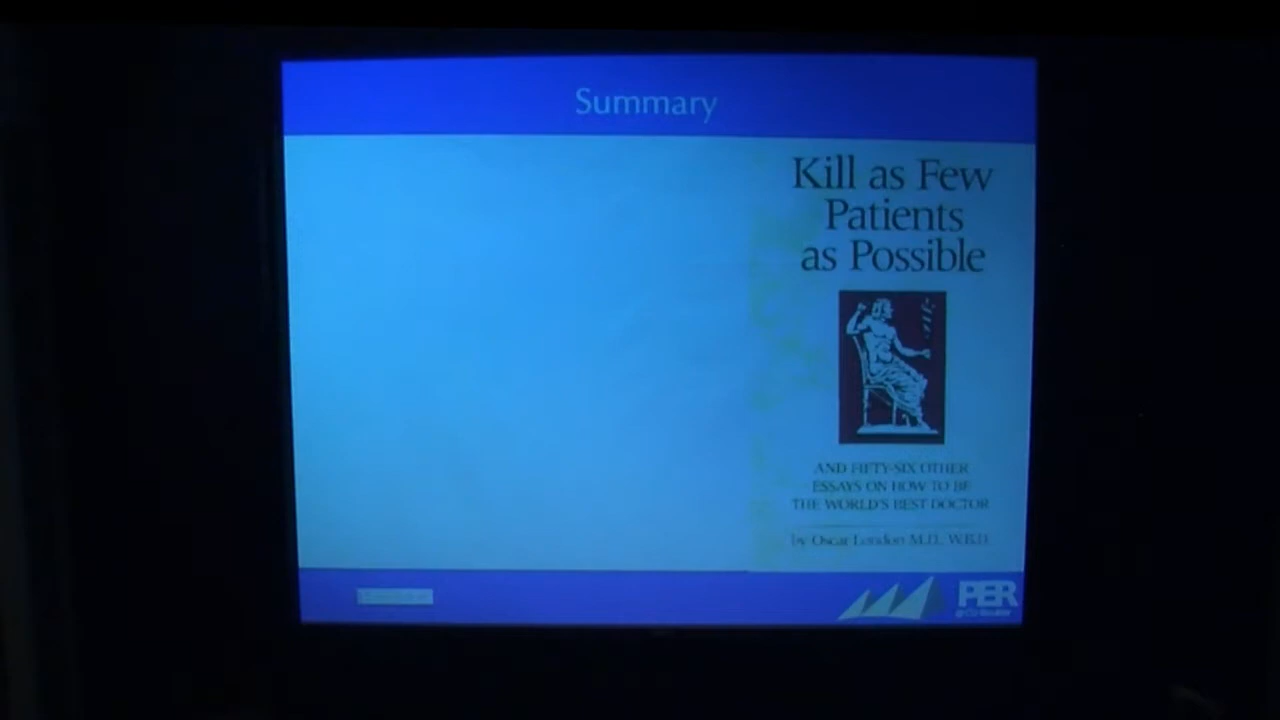 Summary
Kill as Few
Patients
as Possible
AND FIFTY-SIX OTHER
ESSAYS ON HOW TO BE
THE WORLD'S BEST DOCTOR
by Oscar London M.D., W.B.D.
PER